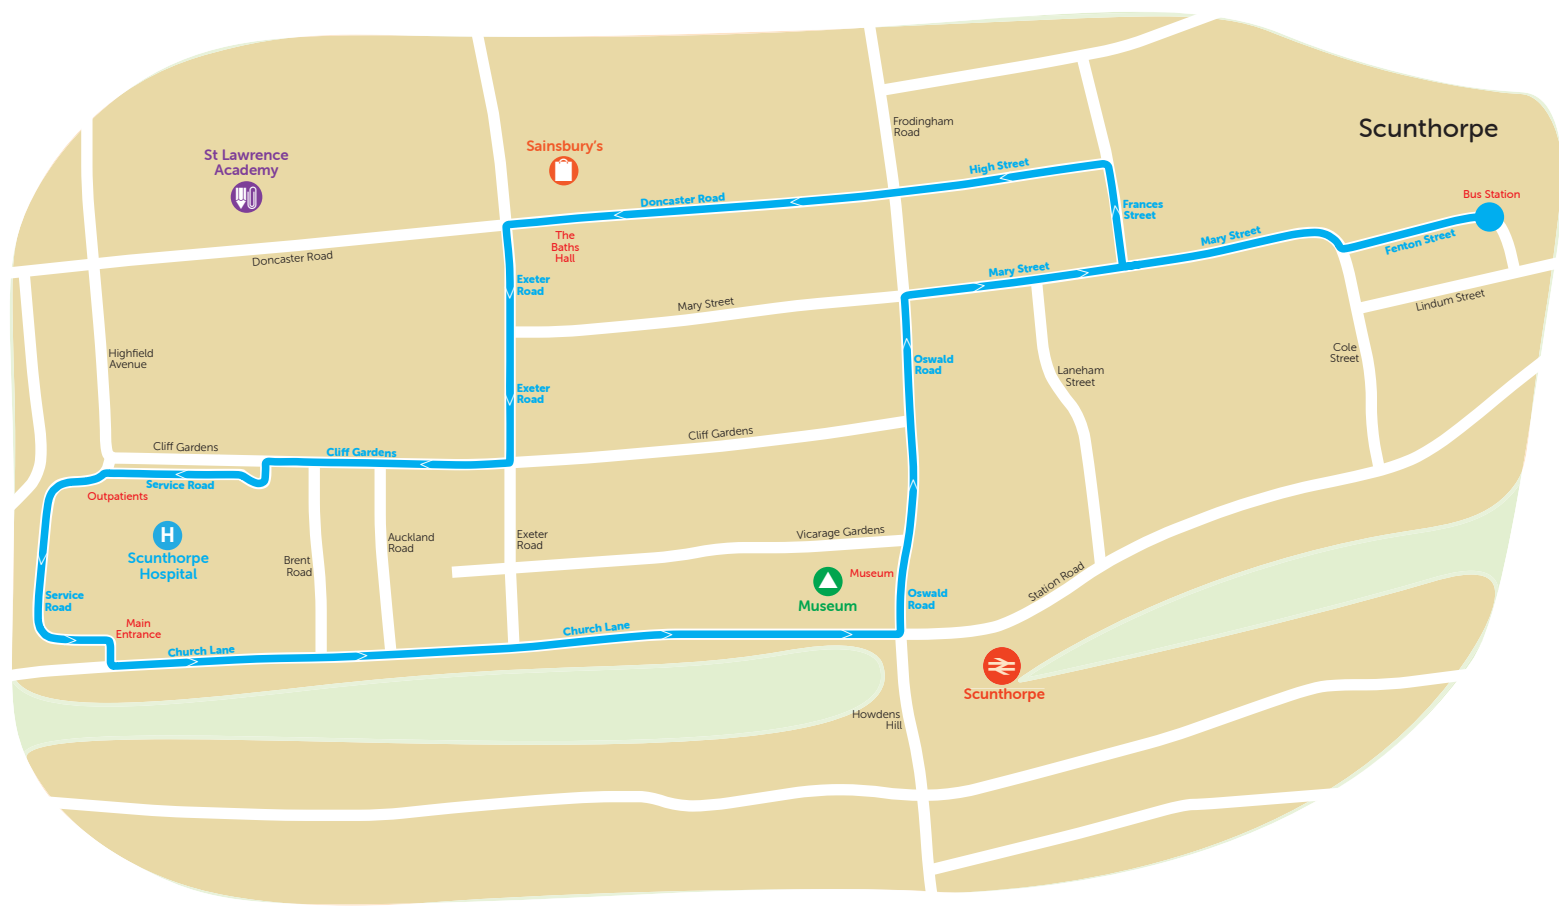 Scunthorpe
Frodingham
Road
Sainsbury's
St Lawrence
Academy
High Street
Bus Station
Doncaster Road
Frances
Street
The
Baths
Hall
Mary Street
Fenton Street
Doncaster Road
Mary Street
Exeter
Road
Mary Street
Lindum Street
Highfield
Avenue
Oswald
Road
Laneham
Street
Cole
Street
Exeter
Road
Cliff Gardens
Cliff Gardens
Cliff Gardens
Service Road
Outpatients
H
Scunthorpe
Hospital
Brent
Road
Auckland
Road
Exeter
Road
Vicarage Gardens
Museum
Museum
Station Road
Service
Road
Oswald
Road
Main
Entrance
Church Lane
Church Lane
Scunthorpe
Howdens
Hill